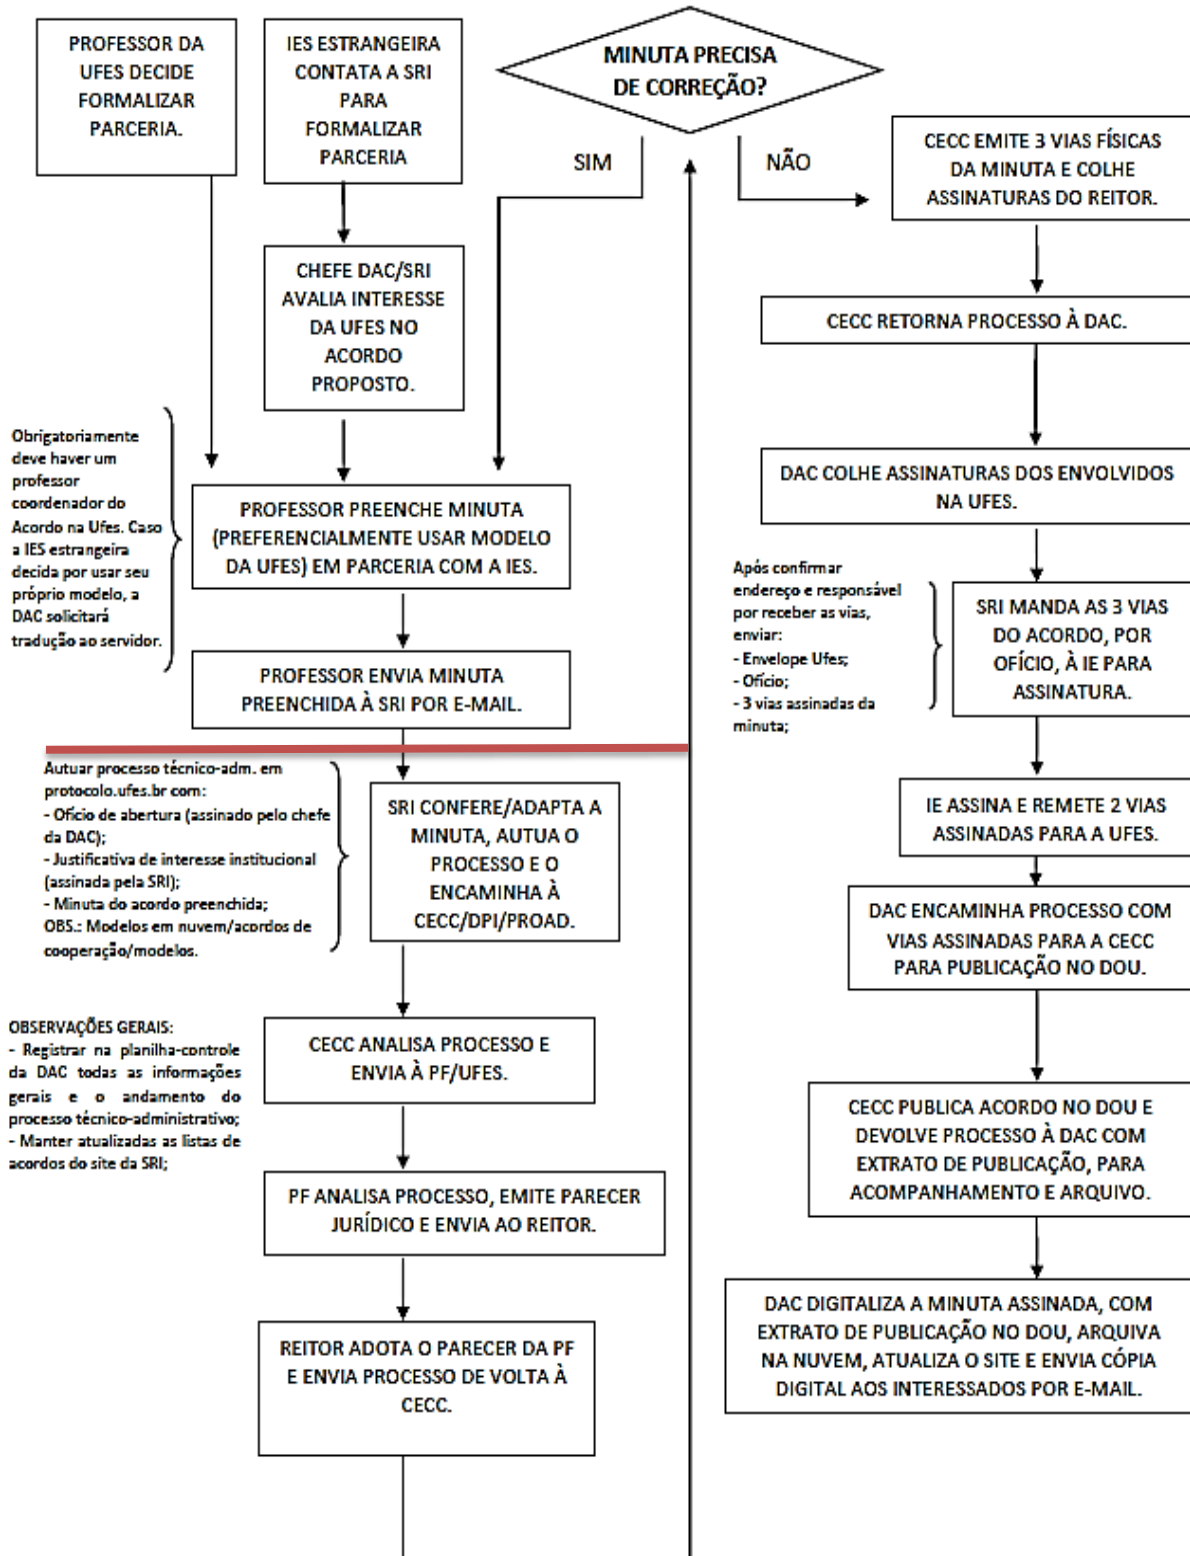 PROFESSOR DA
UFES DECIDE
FORMALIZAR
PARCERIA.
IES ESTRANGEIRA
CONTATA A SRI
PARA
FORMALIZAR
PARCERIA
CHEFE DAC/SRI
AVALIA INTERESSE
DA UFES NO
ACORDO
PROPOSTO.
Obrigatoriamente
deve haver um
professor
coordenador do
Acordo na Ufes. Caso
a IES estrangeira
decida por usar seu
próprio modelo, a
DAC solicitará
tradução ao servidor.
PROFESSOR PREENCHE MINUTA
(PREFERENCIALMENTE USAR MODELO
DA UFES) EM PARCERIA COM A IES.
PROFESSOR ENVIA MINUTA
PREENCHIDA À SRI POR E-MAIL.
Autuar processo técnico-adm. em
protocolo.ufes.br com:
- Ofício de abertura (assinado pelo chefe
da DAC);
- Justificativa de interesse institucional
(assinada pela SRI);
- Minuta do acordo preenchida;
OBS.: Modelos em nuvem/acordos de
cooperação/modelos.
SRI CONFERE/ADAPTA A
MINUTA, AUTUA O
PROCESSO E O
ENCAMINHA À
CECC/DPI/PROAD.
OBSERVAÇÕES GERAIS:
- Registrar na planilha-controle
da DAC todas as informações
gerais e o andamento do
processo técnico-administrativo;
- Manter atualizadas as listas de
acordos do site da SRI;
CECC ANALISA PROCESSO E
ENVIA À PF/UFES.
PF ANALISA PROCESSO, EMITE PARECER
JURÍDICO E ENVIA AO REITOR.
REITOR ADOTA O PARECER DA PF
E ENVIA PROCESSO DE VOLTA À
CECC.
MINUTA PRECISA
DE CORREÇÃO?
SIM
NÃO
CECC EMITE 3 VIAS FÍSICAS
DA MINUTA E COLHE
ASSINATURAS DO REITOR.
CECC RETORNA PROCESSO À DAC.
DAC COLHE ASSINATURAS DOS ENVOLVIDOS
NA UFES.
Após confirmar
endereço e responsável
por receber as vias,
enviar:
- Envelope Ufes;
- Ofício;
- 3 vias assinadas da
minuta;
SRI MANDA AS 3 VIAS
DO ACORDO, POR
OFÍCIO, À IE PARA
ASSINATURA.
IE ASSINA E REMETE 2 VIAS
ASSINADAS PARA A UFES.
DAC ENCAMINHA PROCESSO COM
VIAS ASSINADAS PARA A CECC
PARA PUBLICAÇÃO NO DOU.
CECC PUBLICA ACORDO NO DOU E
DEVOLVE PROCESSO À DAC COM
EXTRATO DE PUBLICAÇÃO, PARA
ACOMPANHAMENTO E ARQUIVO.
DAC DIGITALIZA A MINUTA ASSINADA, COM
EXTRATO DE PUBLICAÇÃO NO DOU, ARQUIVA
NA NUVEM, ATUALIZA O SITE E ENVIA CÓPIA
DIGITAL AOS INTERESSADOS POR E-MAIL.